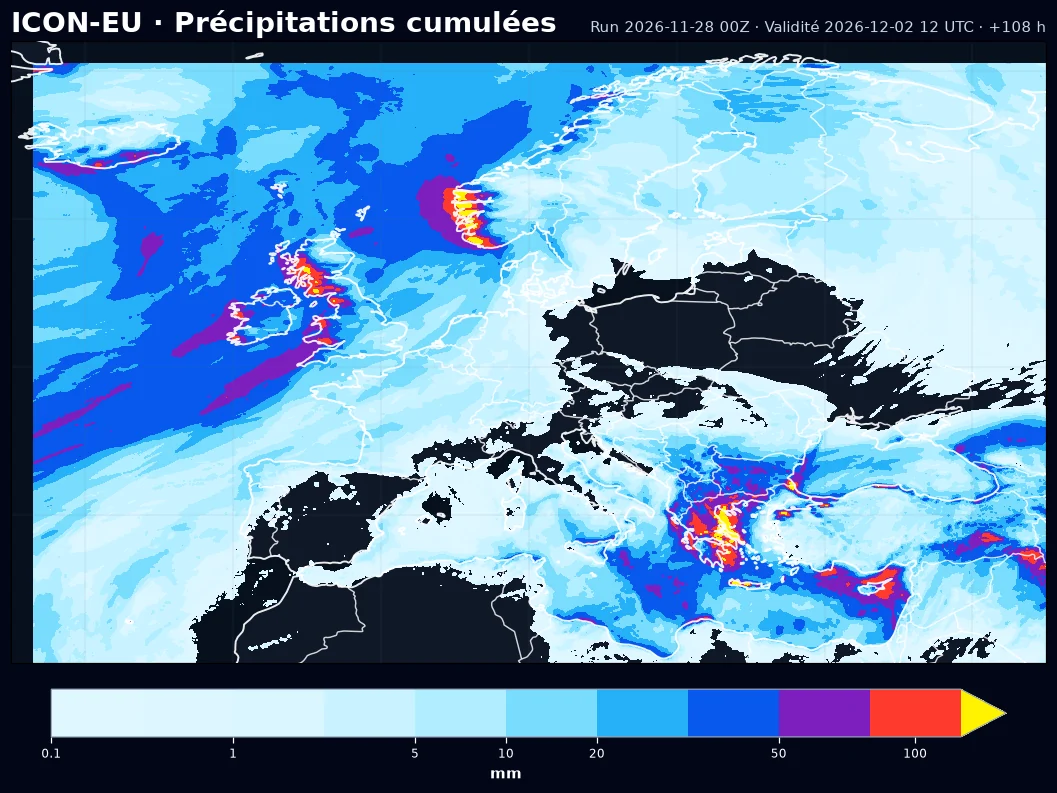 ICON-EU · Précipitations cumulées
Run 2026-11-28 00Z · Validité 2026-12-02 12 UTC · +108 h
0.1 1 5 10 20 50 100
mm